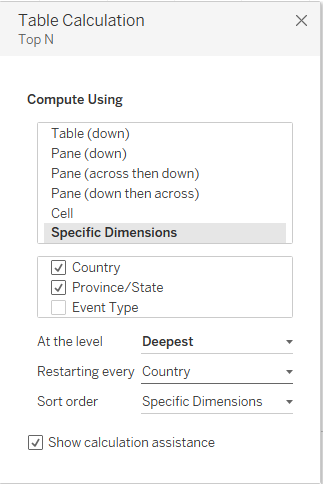 Table Calculation
Top N
Compute Using
Table (down)
Pane (down)
Pane (across then down)
Pane (down then across)
Cell
Specific Dimensions
Country
Province/State
Event Type
At the level Deepest
Restarting every Country
Sort order Specific Dimensions
Show calculation assistance